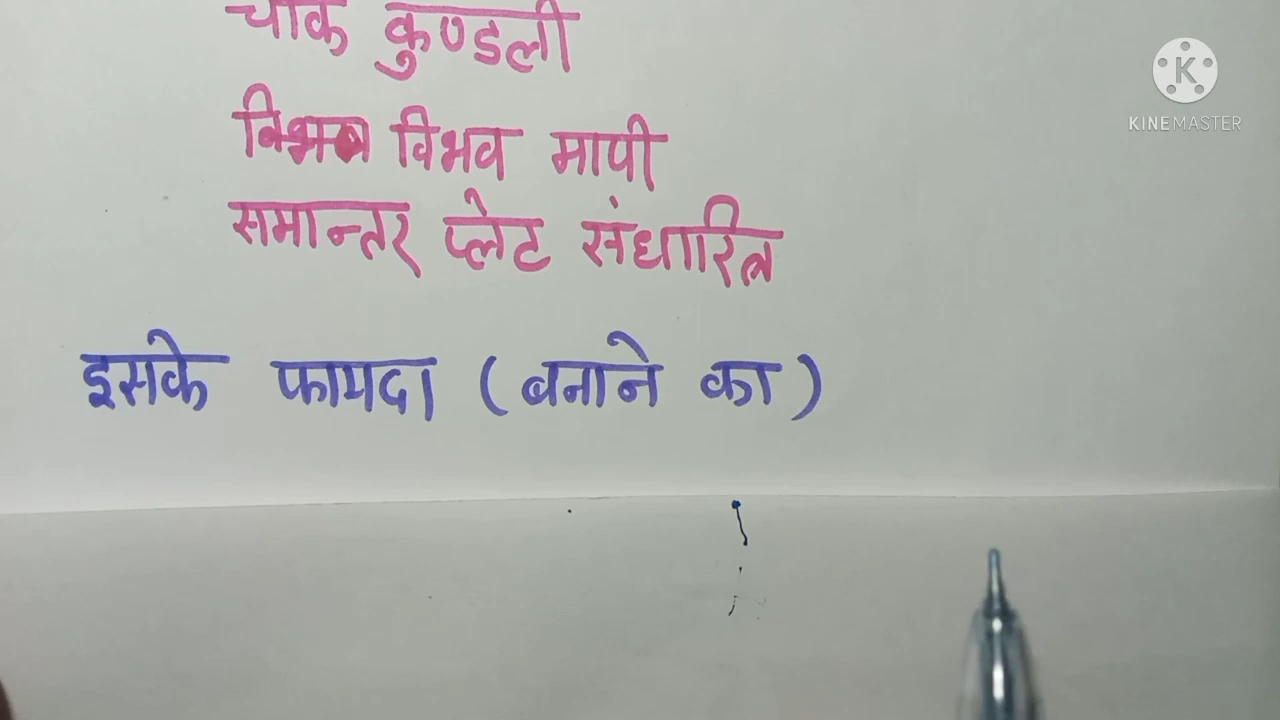 चोक कुण्डली
विभव मापी
समान्तर प्लेट संधारित्र
इसके फायदा (बनाने का)
K
KINEMASTER